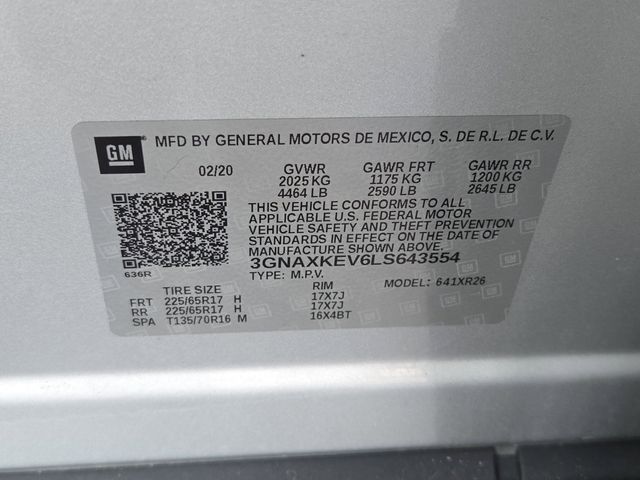 GM
MFD BY GENERAL MOTORS DE MEXICO, S. DE R.L. DE C.V.
02/20 GVWR GAWR FRT GAWR RR
2025 KG 1175 KG 1200 KG
4464 LB 2590 LB 2645 LB
THIS VEHICLE CONFORMS TO ALL
APPLICABLE U.S. FEDERAL MOTOR
VEHICLE SAFETY AND THEFT PREVENTION
STANDARDS IN EFFECT ON THE DATE OF
MANUFACTURE SHOWN ABOVE.
636R 3GNAXKEV6LS643554
TYPE: M.P.V. MODEL: 641XR26
TIRE SIZE RIM
FRT 225/65R17 H 17X7J
RR 225/65R17 H 17X7J
SPA T135/70R16 M 16X4BT